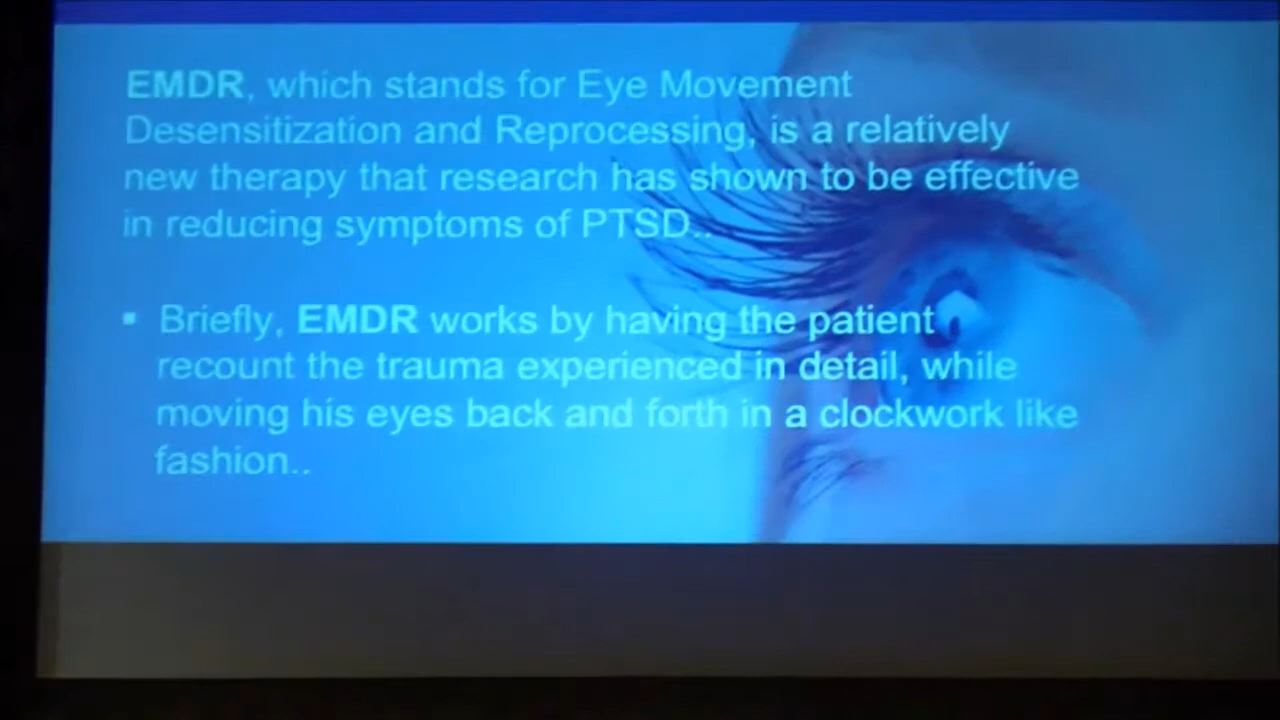 EMDR, which stands for Eye Movement
Desensitization and Reprocessing, is a relatively
new therapy that research has shown to be effective
in reducing symptoms of PTSD..
▪ Briefly, EMDR works by having the patient
recount the trauma experienced in detail, while
moving his eyes back and forth in a clockwork like
fashion..